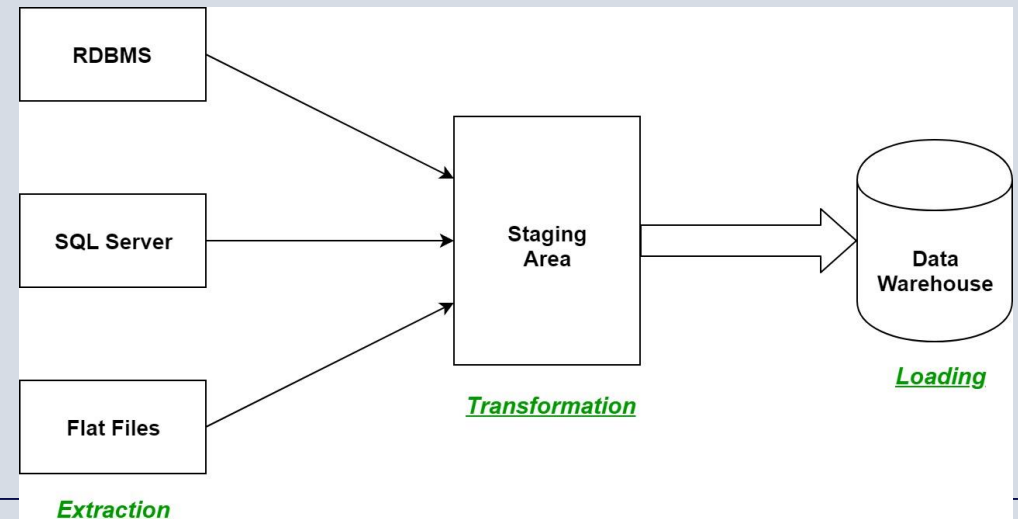 RDBMS
SQL Server
Flat Files
Extraction
Staging
Area
Transformation
Data
Warehouse
Loading